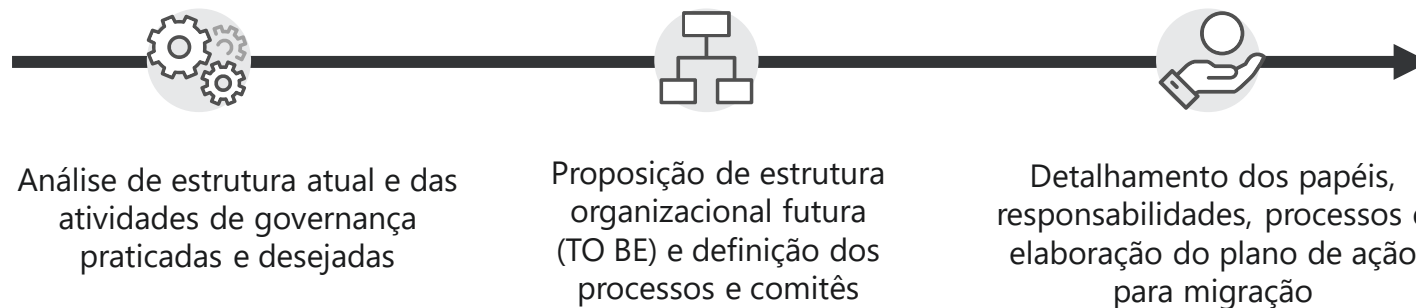 Análise de estrutura atual e das
atividades de governança
praticadas e desejadas
Proposição de estrutura
organizacional futura
(TO BE) e definição dos
processos e comitês
Detalhamento dos papéis,
responsabilidades, processos e
elaboração do plano de ação
para migração